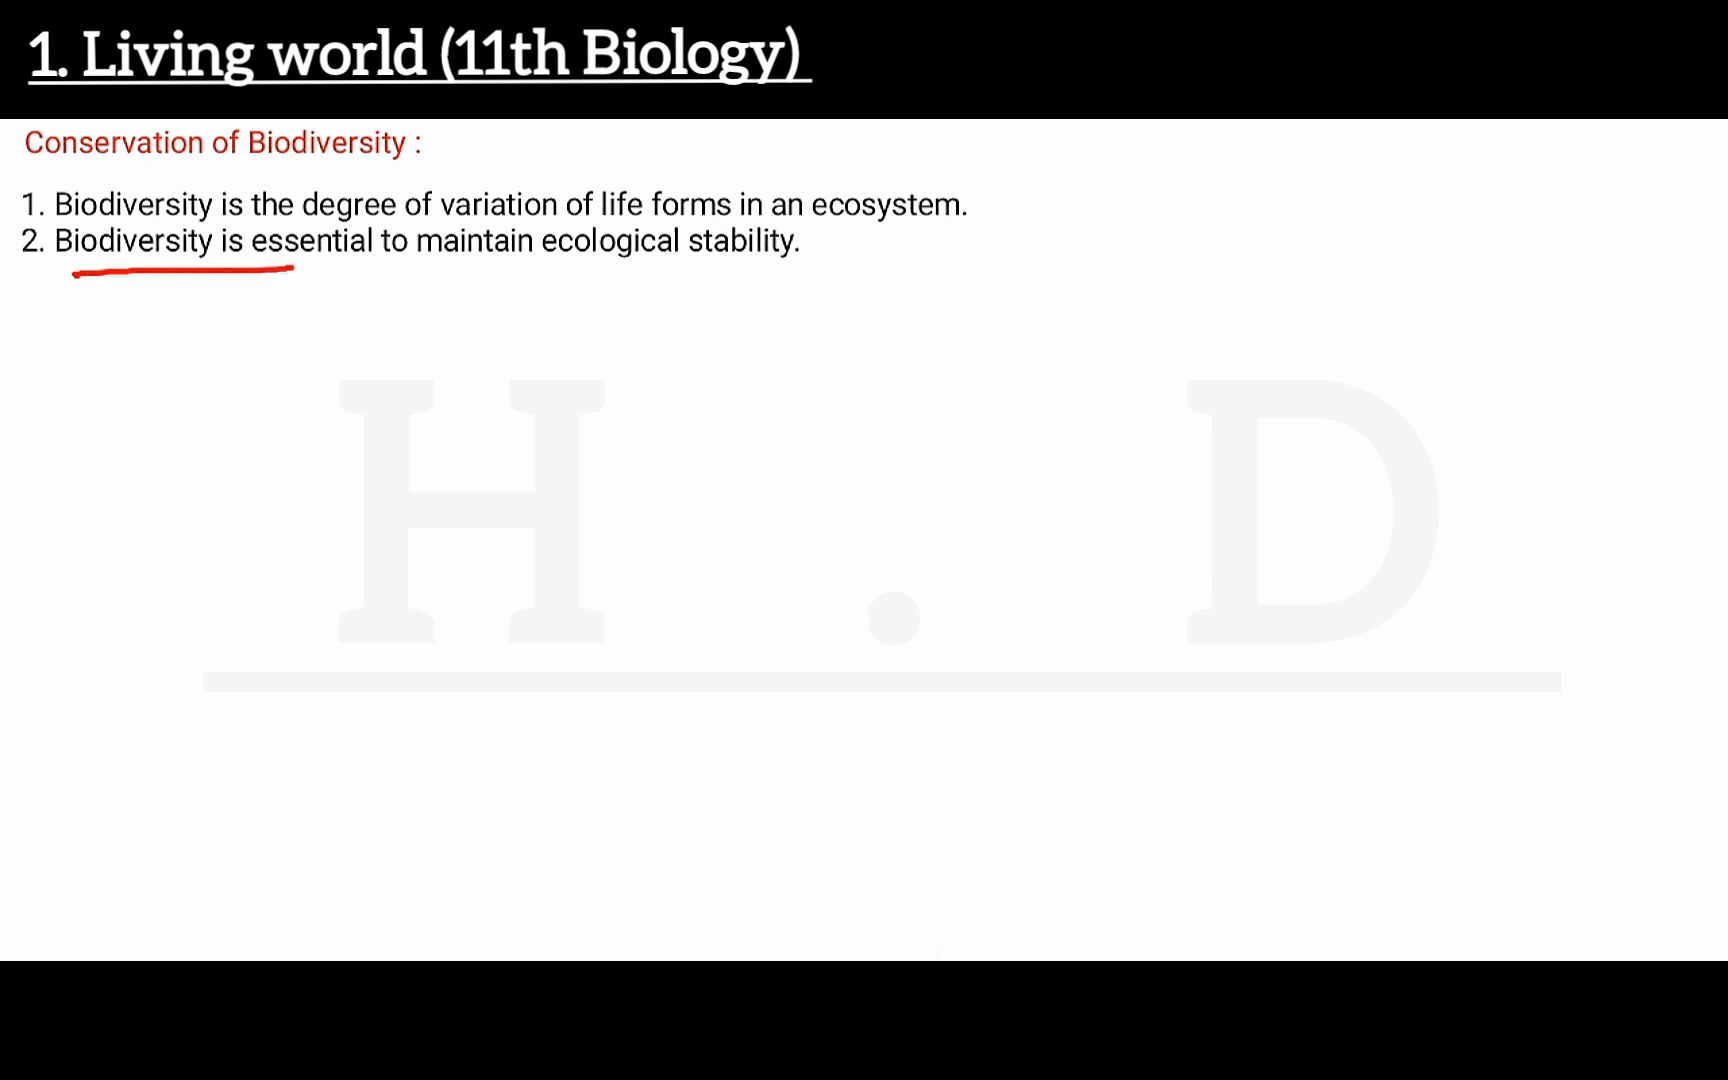 1. Living world (11th Biology)
Conservation of Biodiversity :
1. Biodiversity is the degree of variation of life forms in an ecosystem.
2. Biodiversity is essential to maintain ecological stability.
H . D